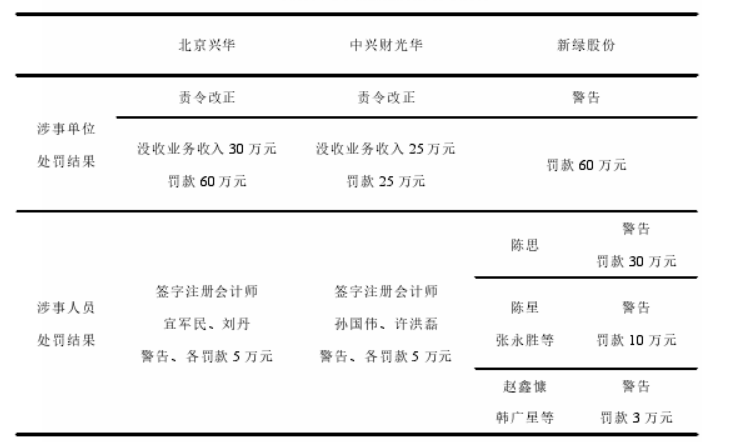 北京兴华 中兴财光华 新绿股份
涉事单位
处罚结果
责令改正 责令改正 警告
没收业务收入 30 万元
罚款 60 万元
没收业务收入 25 万元
罚款 25 万元
罚款 60 万元
涉事人员
处罚结果
签字注册会计师
宜军民、刘丹
警告、各罚款 5 万元
签字注册会计师
孙国伟、许洪磊
警告、各罚款 5 万元
陈思
警告
罚款 30 万元
陈星
张永胜等
警告
罚款 10 万元
赵鑫慷
韩广星等
警告
罚款 3 万元